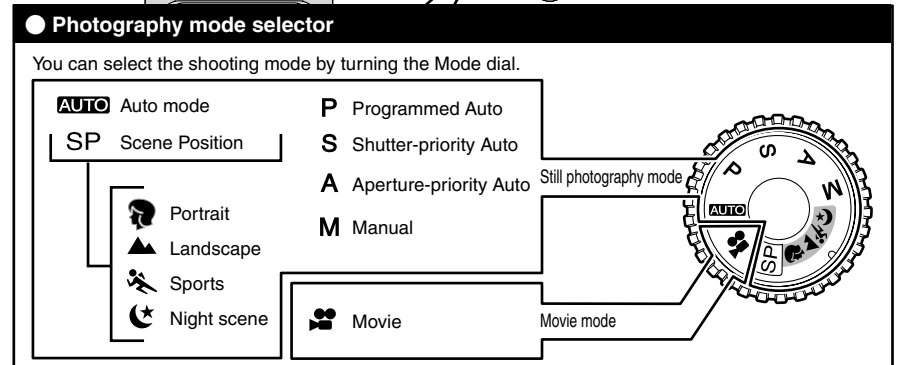 Photography mode selector
You can select the shooting mode by turning the Mode dial.
AUTO Auto mode
SP Scene Position
Portrait
Landscape
Sports
Night scene
P Programmed Auto
S Shutter-priority Auto
A Aperture-priority Auto
M Manual
Movie
Still photography mode
Movie mode
AUTO P S A M SP